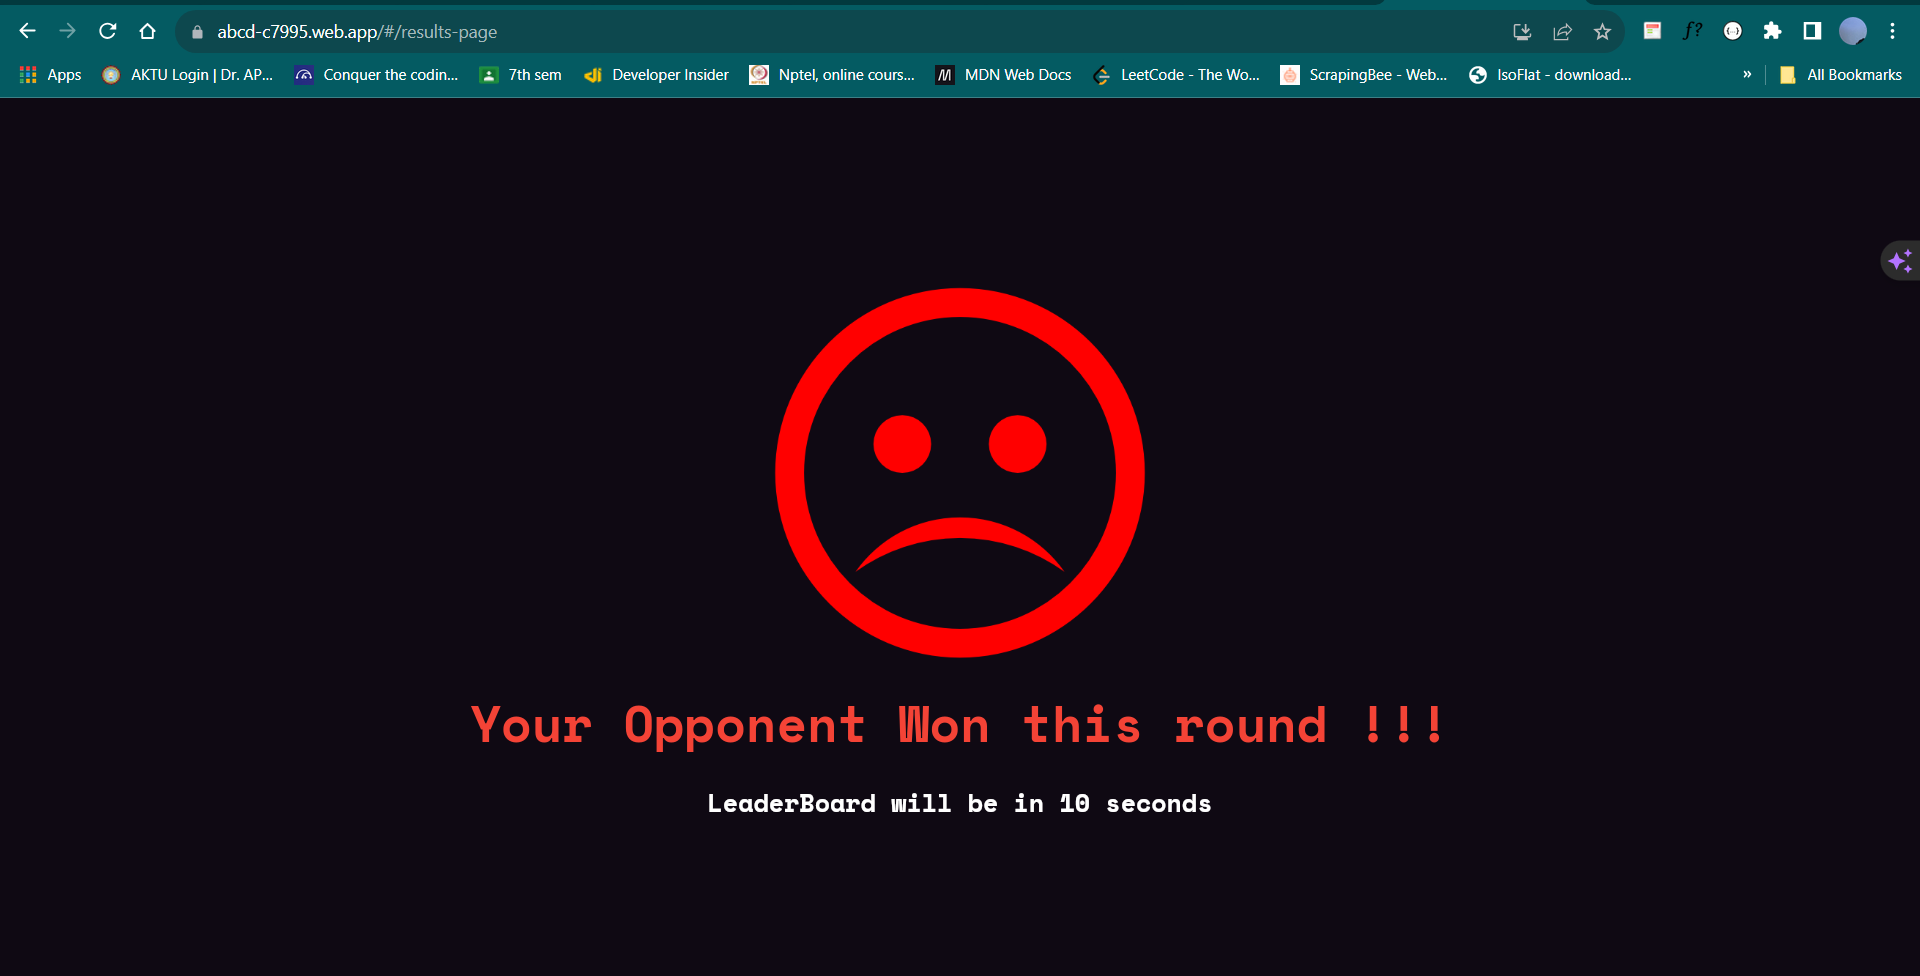 abcd-c7995.web.app/#/results-page
f?
Apps AKTU Login | Dr. AP... Conquer the codin... 7th sem Developer Insider Nptel, online cours... MDN Web Docs LeetCode - The Wo... ScrapingBee - Web... IsoFlat - download... » All Bookmarks
Your Opponent Won this round !!!
LeaderBoard will be in 10 seconds